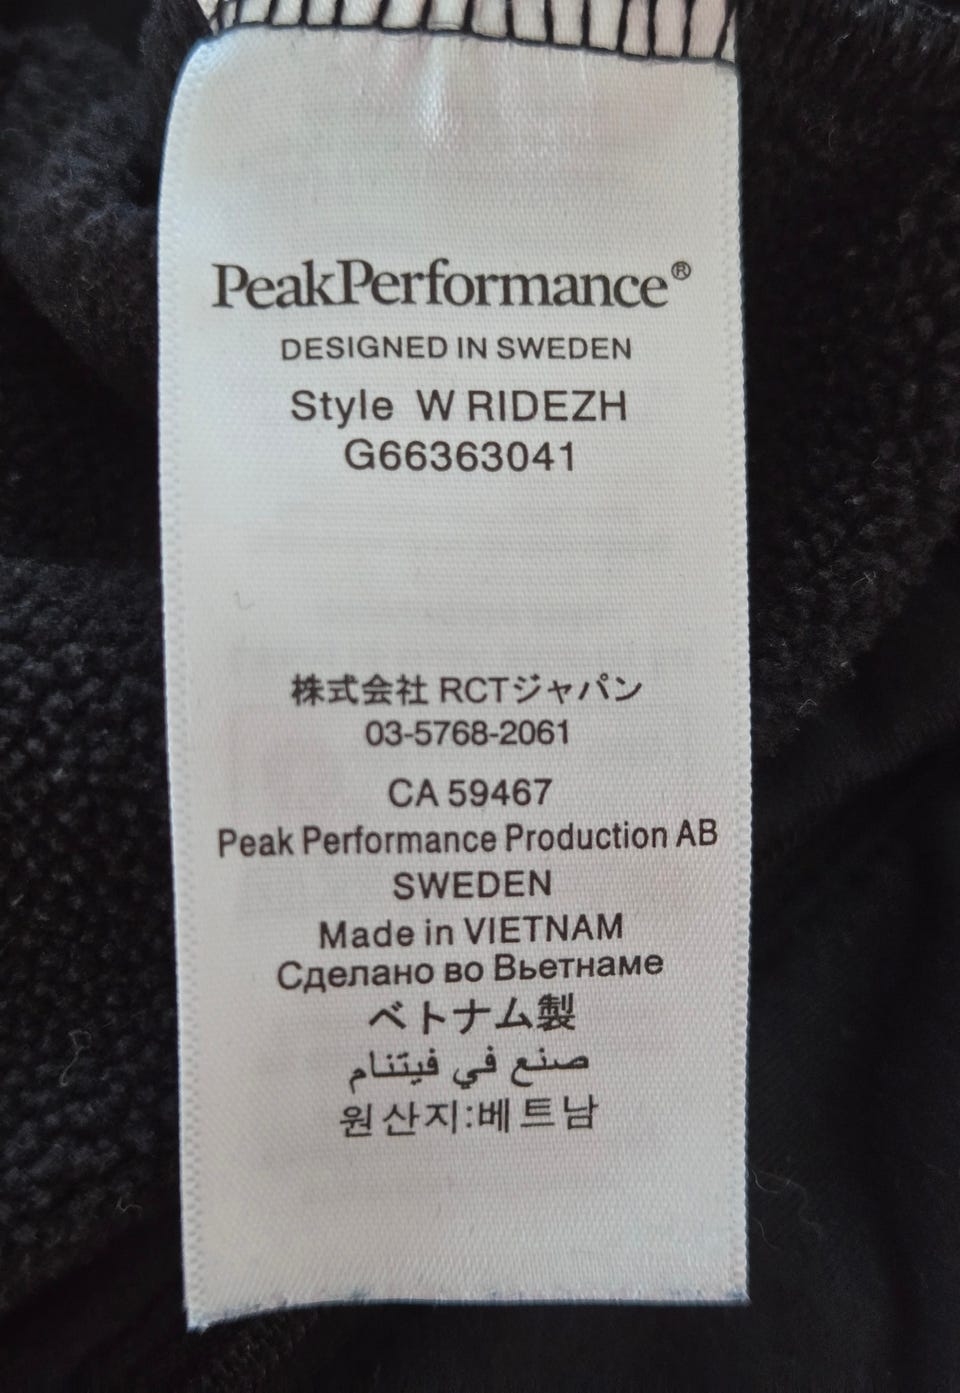 PeakPerformance®
DESIGNED IN SWEDEN
Style W RIDEZH
G66363041
株式会社 RCTジャパン
03-5768-2061
CA 59467
Peak Performance Production AB
SWEDEN
Made in VIETNAM
Сделано во Вьетнаме
ベトナム製
صنع في فيتنام
원산지:베트남